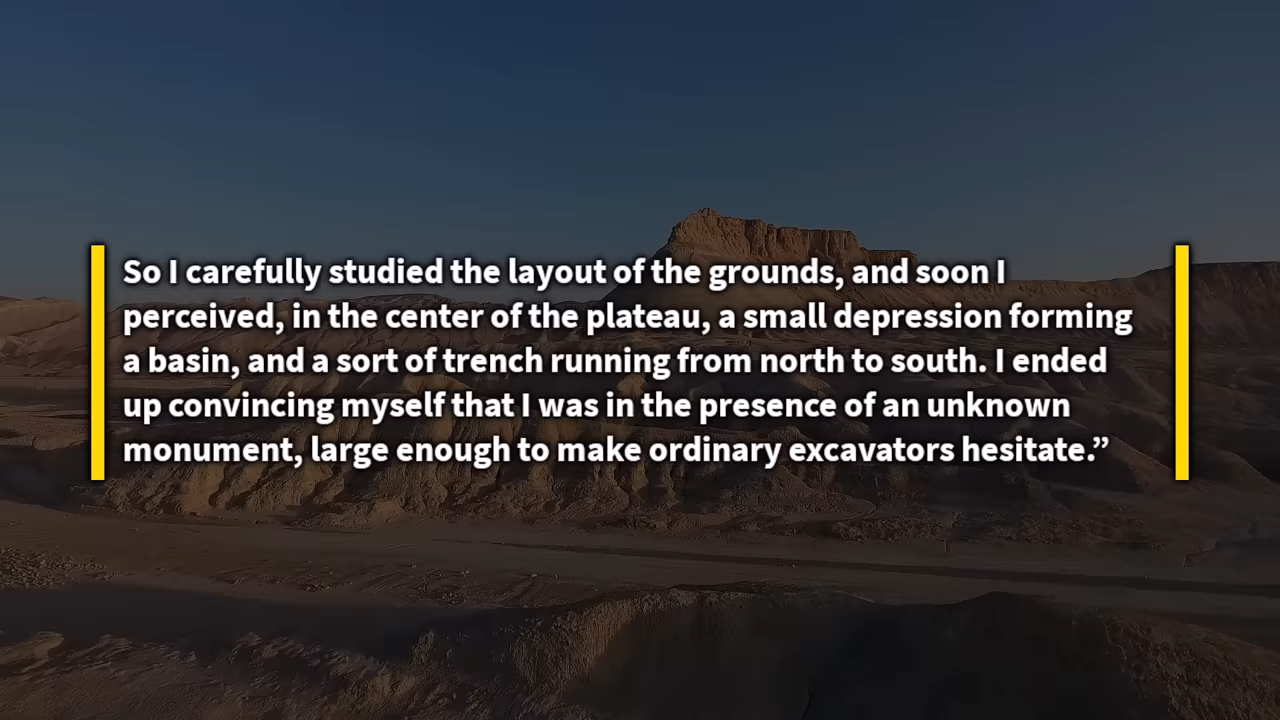 So I carefully studied the layout of the grounds, and soon I
perceived, in the center of the plateau, a small depression forming
a basin, and a sort of trench running from north to south. I ended
up convincing myself that I was in the presence of an unknown
monument, large enough to make ordinary excavators hesitate.”